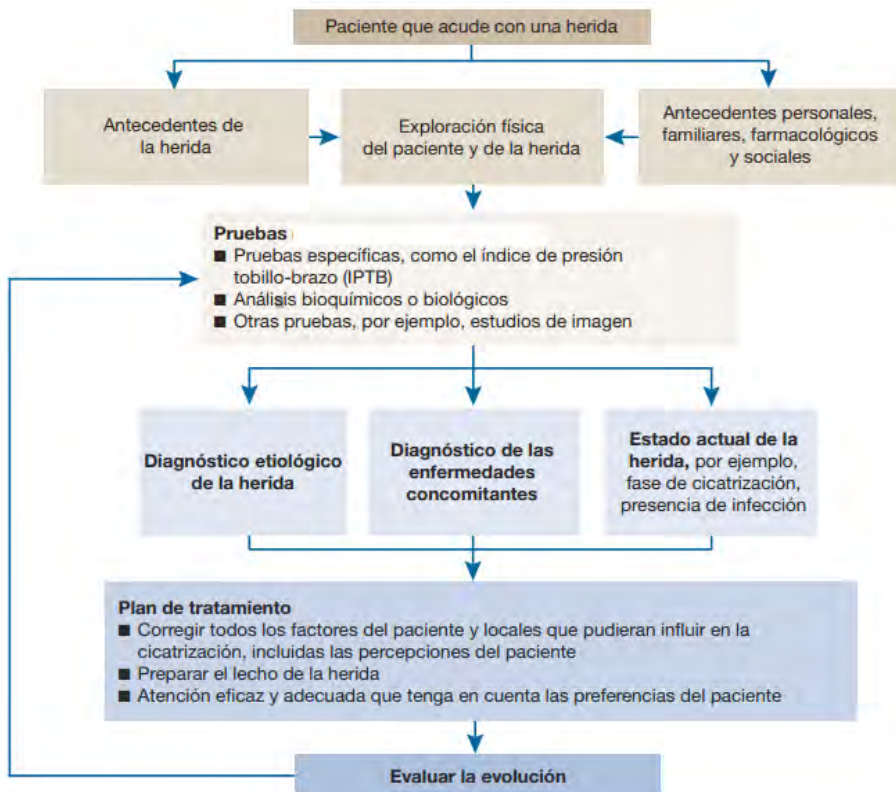 Paciente que acude con una herida
Antecedentes de
la herida
Exploración física
del paciente y de la herida
Antecedentes personales,
familiares, farmacológicos
y sociales
Pruebas
■ Pruebas específicas, como el índice de presión
tobillo-brazo (IPTB)
■ Análisis bioquímicos o biológicos
■ Otras pruebas, por ejemplo, estudios de imagen
Diagnóstico etiológico
de la herida
Diagnóstico de las
enfermedades
concomitantes
Estado actual de la
herida, por ejemplo,
fase de cicatrización,
presencia de infección
Plan de tratamiento
■ Corregir todos los factores del paciente y locales que pudieran influir en la
cicatrización, incluidas las percepciones del paciente
■ Preparar el lecho de la herida
■ Atención eficaz y adecuada que tenga en cuenta las preferencias del paciente
Evaluar la evolución